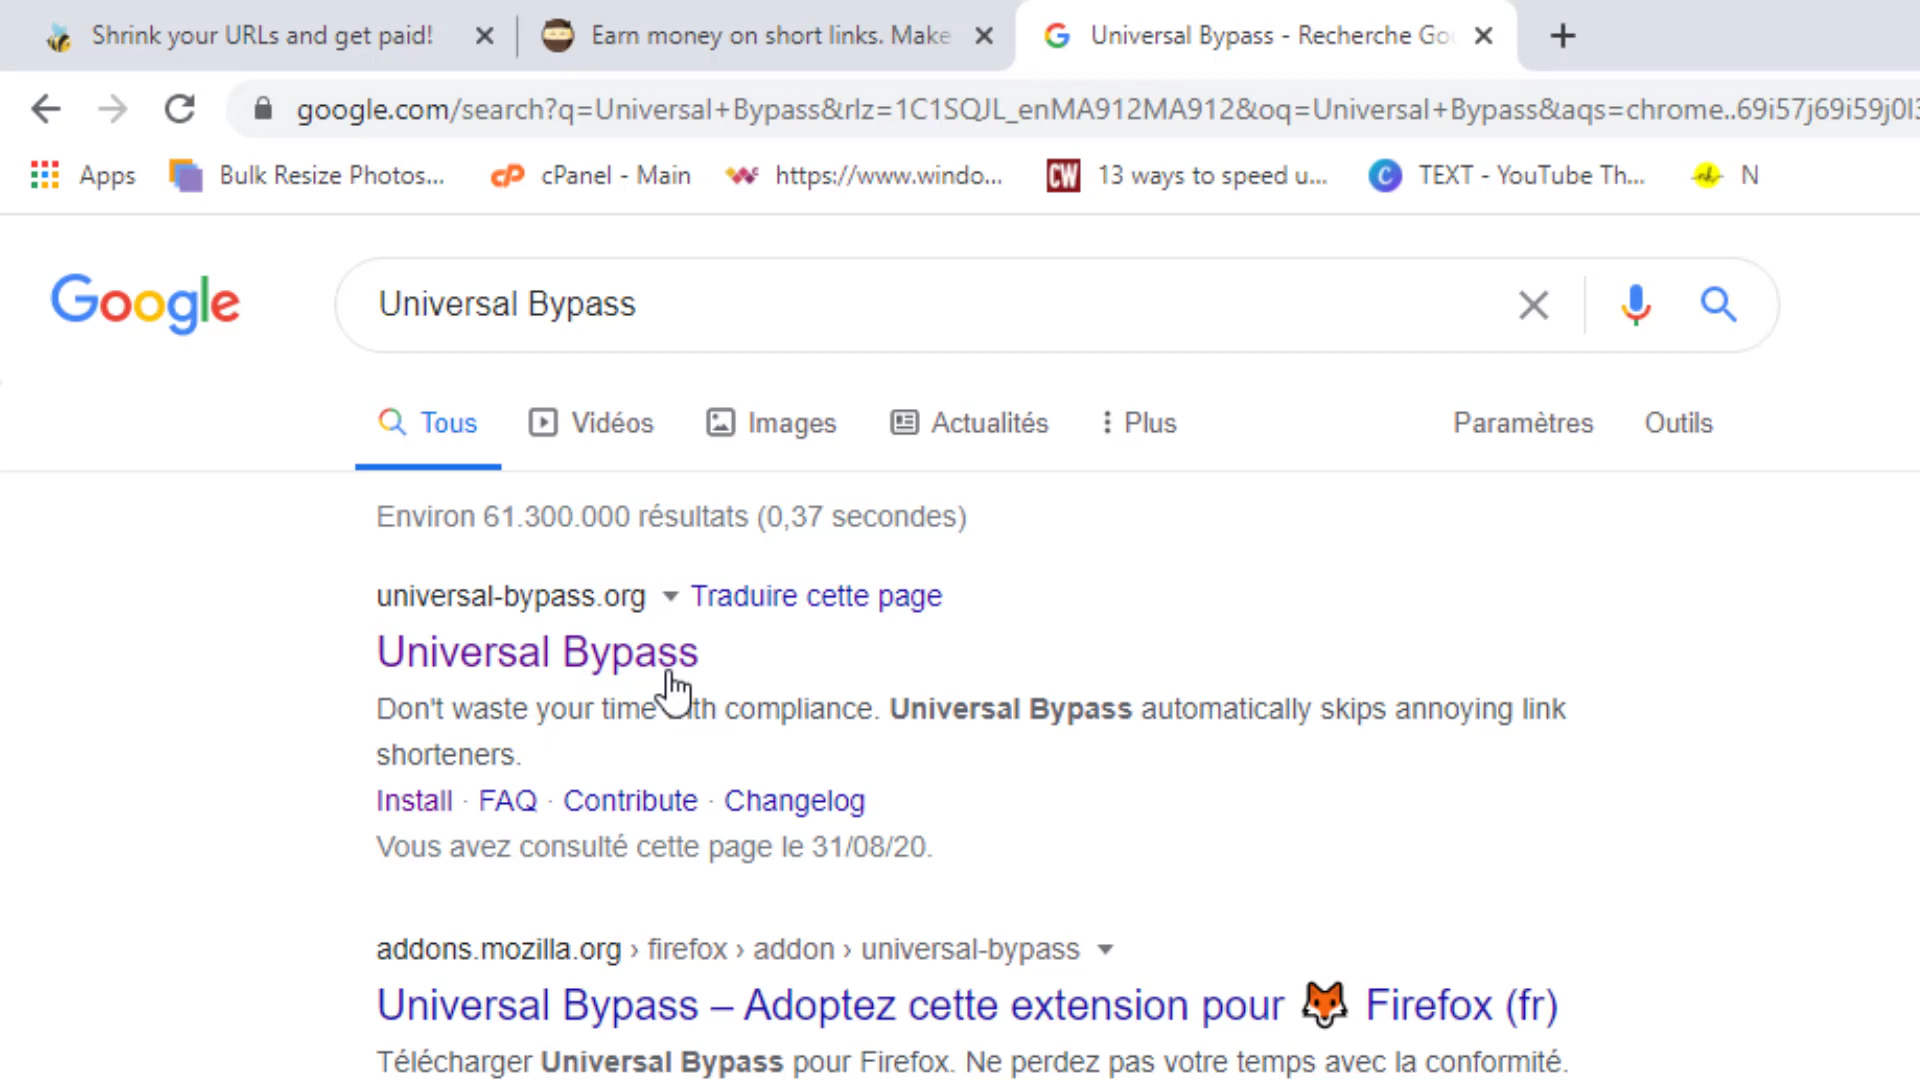 Shrink your URLs and get paid!
Earn money on short links. Make
Universal Bypass - Recherche Go
google.com/search?q=Universal+Bypass&rlz=1C1SQJL_enMA912MA912&oq=Universal+Bypass&aqs=chrome..69i57j69i59j0l3
Apps
Bulk Resize Photos...
cPanel - Main
https://www.windo...
CW
13 ways to speed u...
TEXT - YouTube Th...
N
Google
Universal Bypass
Tous
Vidéos
Images
Actualités
Plus
Paramètres
Outils
Environ 61.300.000 résultats (0,37 secondes)
universal-bypass.org
Traduire cette page
Universal Bypass
Don't waste your time with compliance. Universal Bypass automatically skips annoying link
shorteners.
Install · FAQ · Contribute · Changelog
Vous avez consulté cette page le 31/08/20.
addons.mozilla.org › firefox › addon › universal-bypass
Universal Bypass – Adoptez cette extension pour 🦊 Firefox (fr)
Télécharger Universal Bypass pour Firefox. Ne perdez pas votre temps avec la conformité.